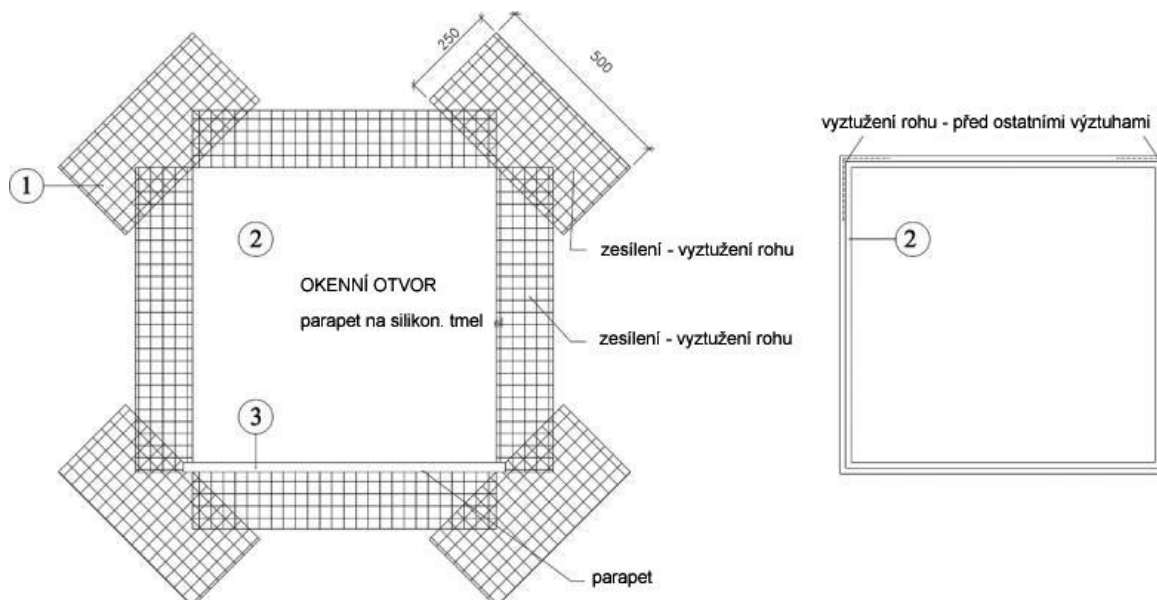 250
500
vyztužení rohu - před ostatními výztuhami
1
2
2
zesílení - vyztužení rohu
OKENNÍ OTVOR
parapet na silikon. tmel
zesílení - vyztužení rohu
3
parapet